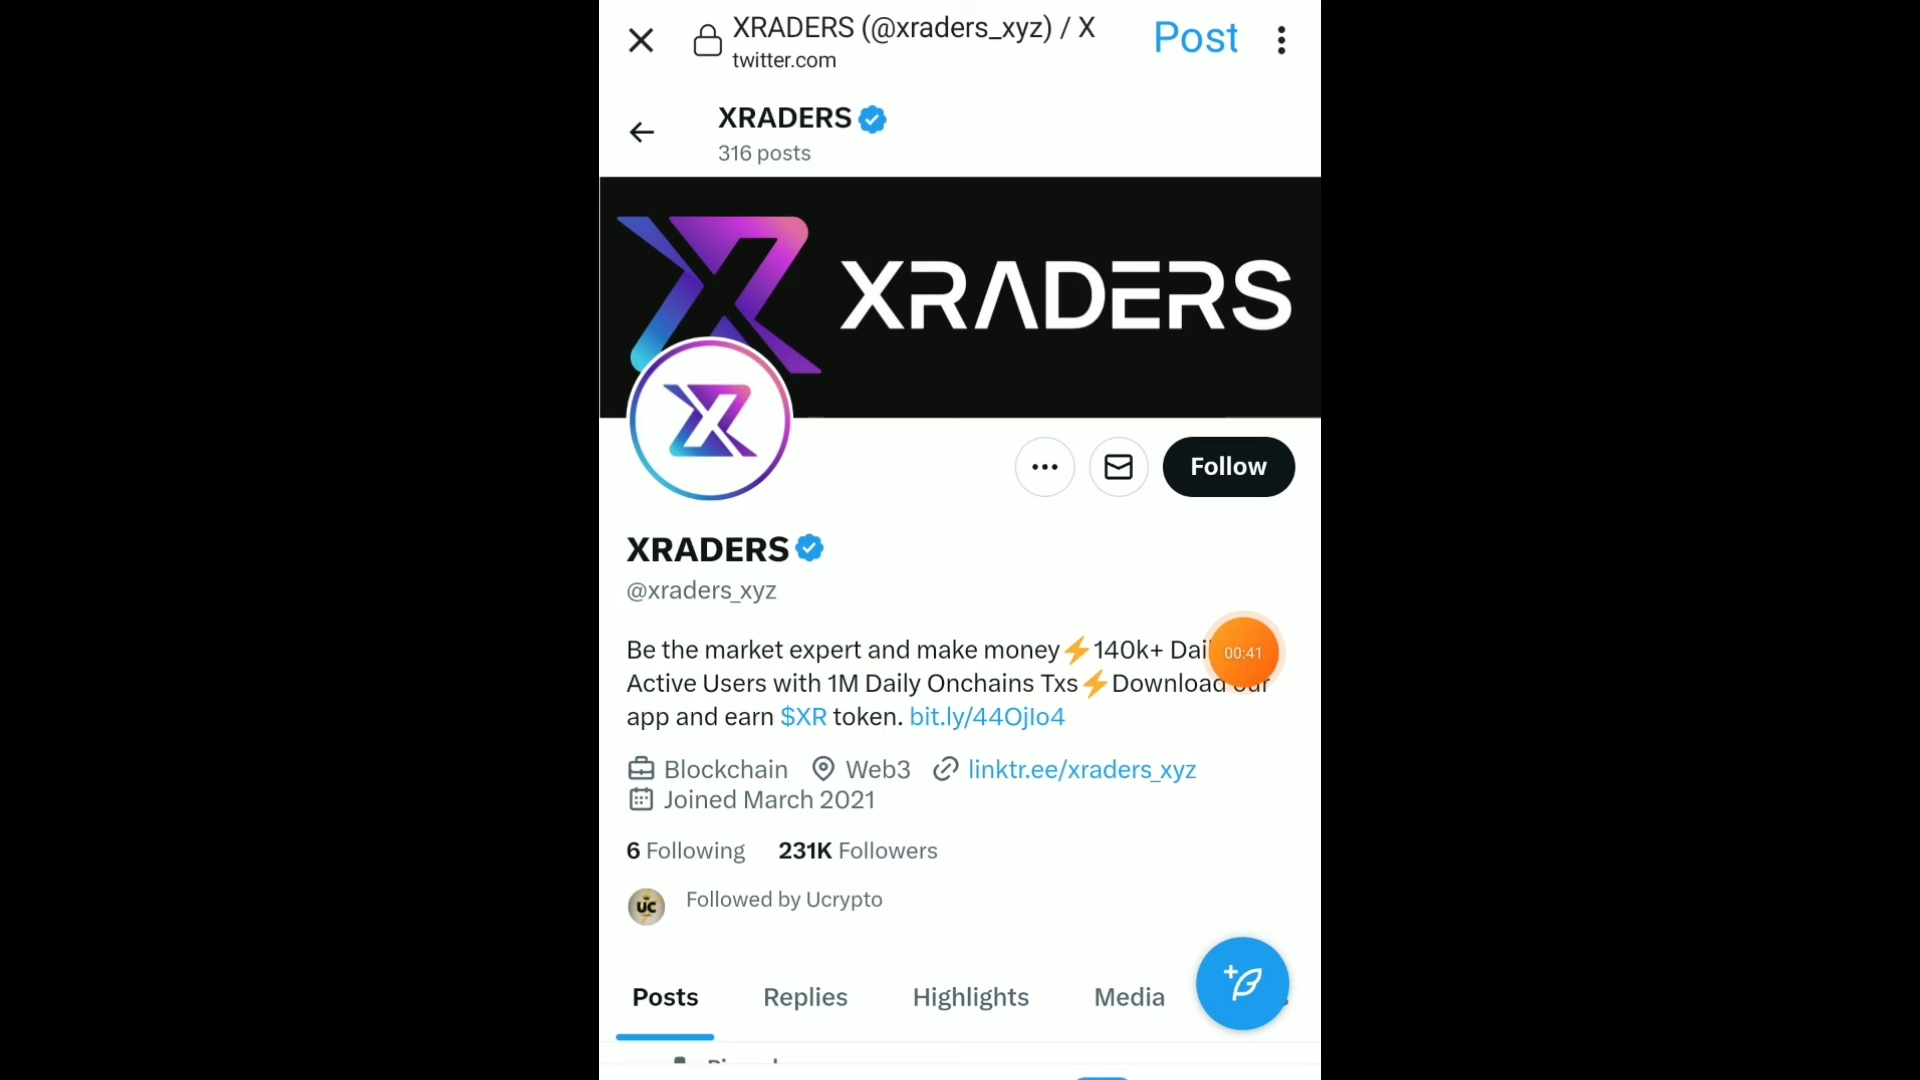 XRADERS (@xraders_xyz) / X
twitter.com
Post
XRADERS
316 posts
XRADERS
Follow
XRADERS
@xraders_xyz
Be the market expert and make money⚡140k+
00:41
Active Users with 1M Daily Onchains Txs⚡Download our
app and earn $XR token. bit.ly/44OjIo4
Blockchain Web3 linktr.ee/xraders_xyz
Joined March 2021
6 Following 231K Followers
UC
Followed by Ucrypto
Posts Replies Highlights Media